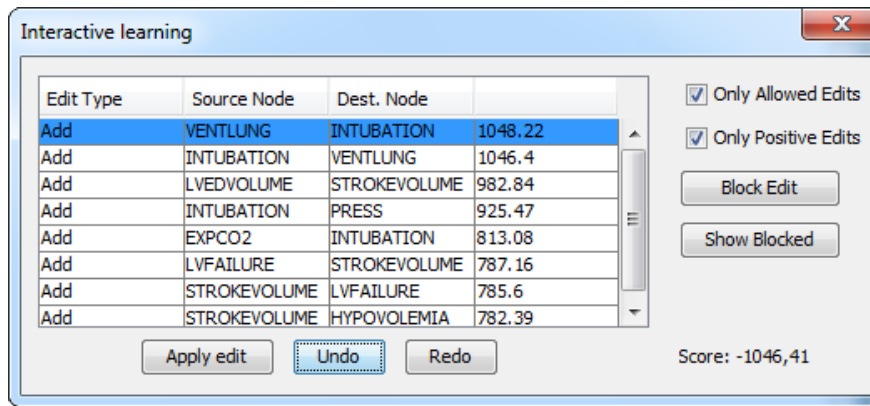 Interactive learning
Edit Type Source Node Dest. Node
Add VENTLUNG INTUBATION 1048.22
Add INTUBATION VENTLUNG 1046.4
Add LVEDVOLUME STROKEVOLUME 982.84
Add INTUBATION PRESS 925.47
Add EXPCO2 INTUBATION 813.08
Add LVFAILURE STROKEVOLUME 787.16
Add STROKEVOLUME LVFAILURE 785.6
Add STROKEVOLUME HYPOVOLEMIA 782.39
Only Allowed Edits
Only Positive Edits
Block Edit
Show Blocked
Apply edit Undo Redo
Score: -1046,41